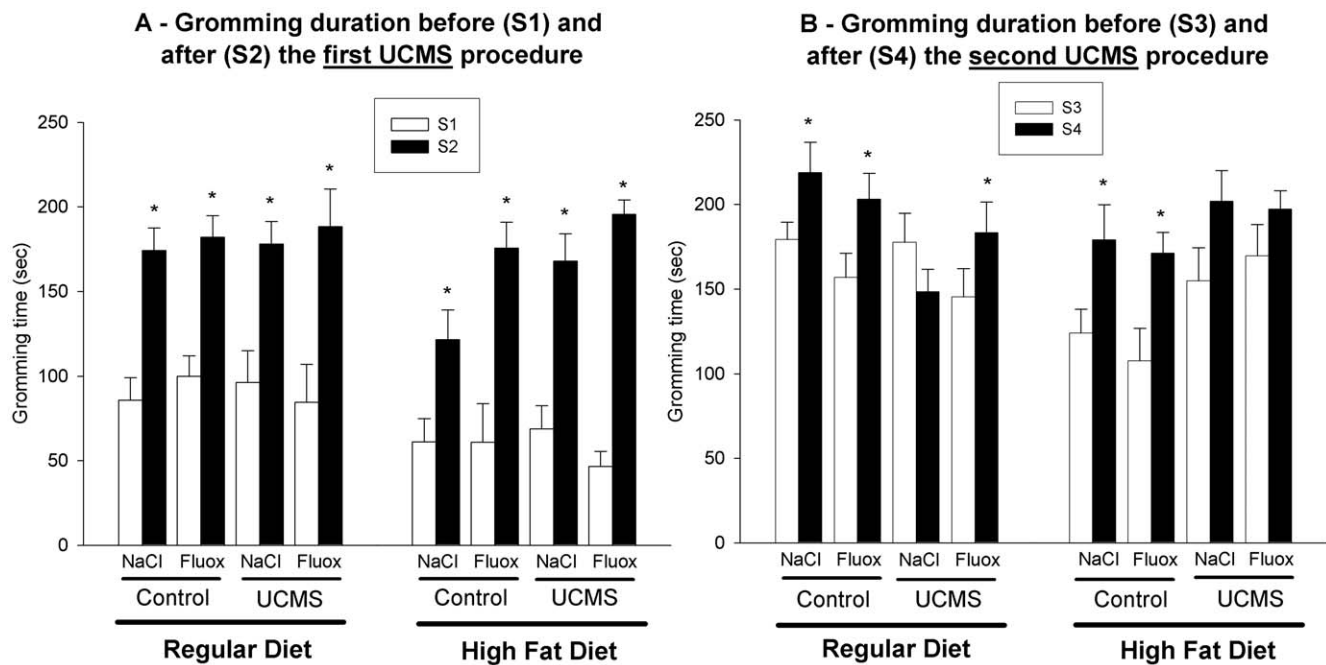 A - Gromming duration before (S1) and
after (S2) the first UCMS procedure
S1
S2
Gromming time (sec)
250
200
150
100
50
0
* * * * * * * *
NaCl Fluox NaCl Fluox NaCl Fluox NaCl Fluox
Control UCMS Control UCMS
Regular Diet High Fat Diet
B - Gromming duration before (S3) and
after (S4) the second UCMS procedure
S3
S4
Gromming time (sec)
250
200
150
100
50
0
* * * * *
NaCl Fluox NaCl Fluox NaCl Fluox NaCl Fluox
Control UCMS Control UCMS
Regular Diet High Fat Diet